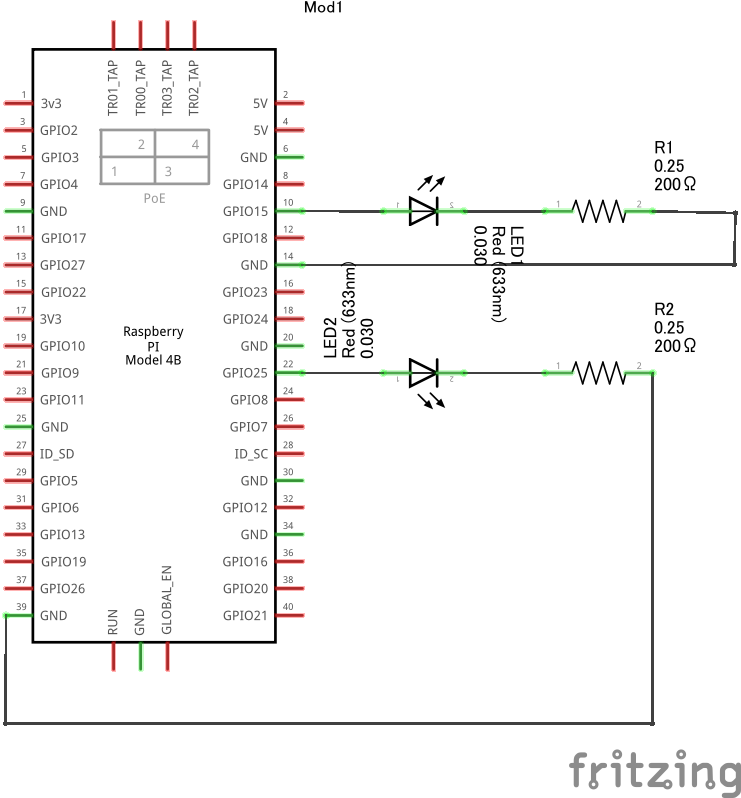 Mod1
TR01_TAP
TR00_TAP
TR03_TAP
TR02_TAP
2 4
1 3
PoE
1 3v3
3 GPIO2
5 GPIO3
7 GPIO4
9 GND
11 GPIO17
13 GPIO27
15 GPIO22
17 3V3
19 GPIO10
21 GPIO9
23 GPIO11
25 GND
27 ID_SD
29 GPIO5
31 GPIO6
33 GPIO13
35 GPIO19
37 GPIO26
39 GND
Raspberry
PI
Model 4B
5V 2
5V 4
GND 6
GPIO14 8
GPIO15 10
GPIO18 12
GND 14
GPIO23 16
GPIO24 18
GND 20
GPIO25 22
GPIO8 24
GPIO7 26
ID_SC 28
GND 30
GPIO12 32
GND 34
GPIO16 36
GPIO20 38
GPIO21 40
RUN
GND
GLOBAL_EN
1 2
LED1
Red (633nm)
0.030
1 2
R1
0.25
200Ω
LED2
Red (633nm)
0.030
1 2
1 2
R2
0.25
200Ω
fritzing